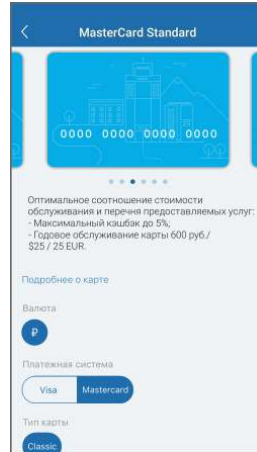 MasterCard Standard
0000 0000 0000 0000
Оптимальное соотношение стоимости
обслуживания и перечня предоставляемых услуг:
- Максимальный кэшбэк до 5%;
- Годовое обслуживание карты 600 руб./
$25 / 25 EUR.
Подробнее о карте
Валюта
₽
Платежная система
Visa Mastercard
Тип карты
Classic